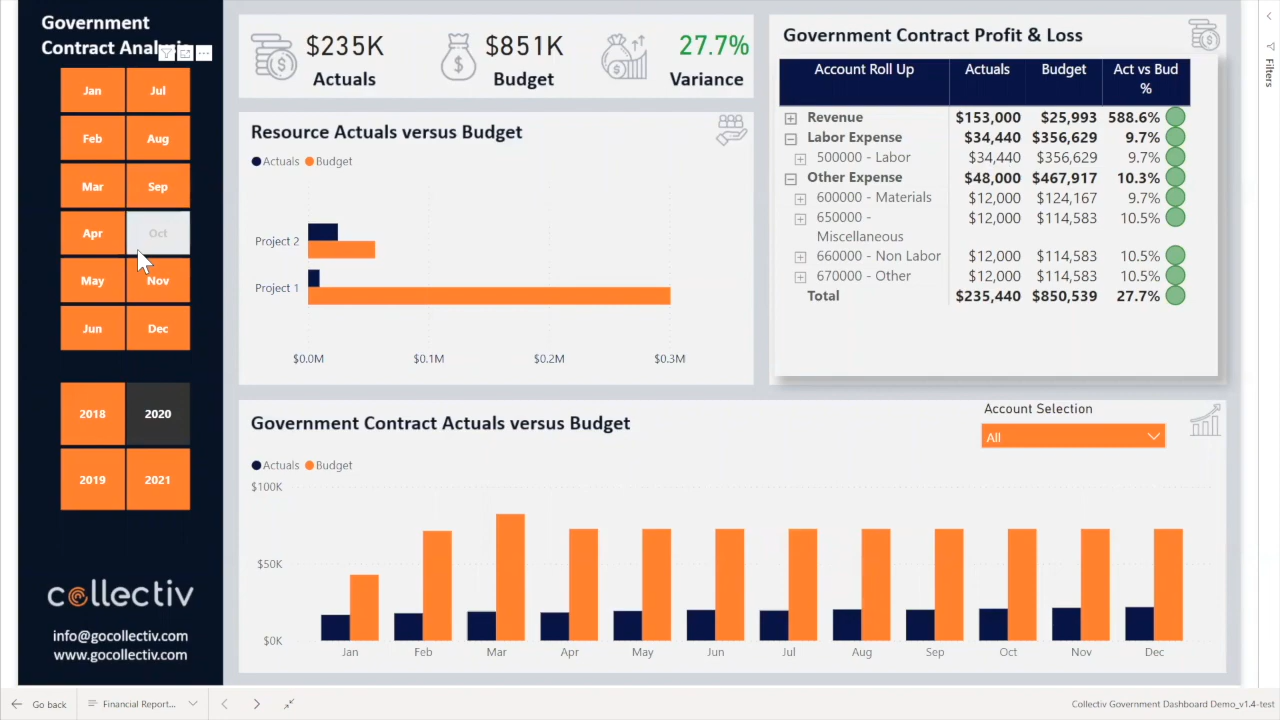 Government
Contract Analysis
Jan
Jul
Feb
Aug
Mar
Sep
Apr
Oct
May
Nov
Jun
Dec
2018
2020
2019
2021
collectiv
info@gocollectiv.com
www.gocollectiv.com
$235K
Actuals
$851K
Budget
27.7%
Variance
Resource Actuals versus Budget
Actuals
Budget
Project 2
Project 1
$0.0M
$0.1M
$0.2M
$0.3M
Government Contract Profit & Loss
Account Roll Up Actuals Budget Act vs Bud
%
Revenue $153,000 $25,993 588.6%
Labor Expense $34,440 $356,629 9.7%
500000 - Labor $34,440 $356,629 9.7%
Other Expense $48,000 $467,917 10.3%
600000 - Materials $12,000 $124,167 9.7%
650000 - $12,000 $114,583 10.5%
Miscellaneous
660000 - Non Labor $12,000 $114,583 10.5%
670000 - Other $12,000 $114,583 10.5%
Total $235,440 $850,539 27.7%
Government Contract Actuals versus Budget
Account Selection
All
Actuals
Budget
$100K
$50K
$0K
Jan Feb Mar Apr May Jun Jul Aug Sep Oct Nov Dec
Filters
Go back
Financial Report...
Collectiv Government Dashboard Demo_v1.4-test